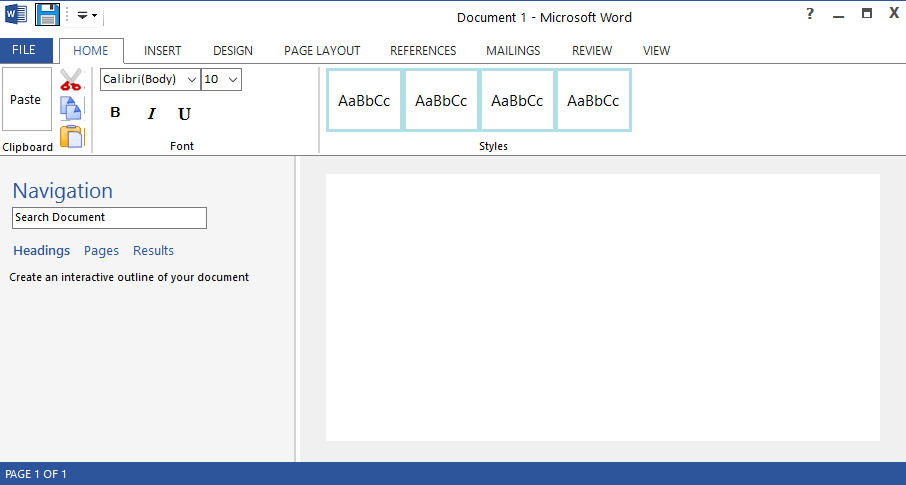 Document 1 - Microsoft Word
? X
FILE HOME INSERT DESIGN PAGE LAYOUT REFERENCES MAILINGS REVIEW VIEW
Paste
Calibri(Body) 10
B I U
AaBbCc AaBbCc AaBbCc AaBbCc
Clipboard Font Styles
Navigation
Search Document
Headings Pages Results
Create an interactive outline of your document
PAGE 1 OF 1